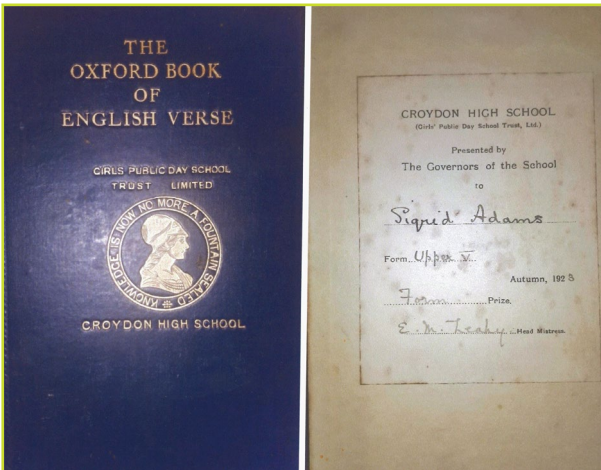 THE
OXFORD BOOK
OF
ENGLISH VERSE
GIRLS PUBLIC DAY SCHOOL
TRUST LIMITED
KNOWLEDGE IS NOW NO MORE A FOUNTAIN SEALED
CROYDON HIGH SCHOOL
CROYDON HIGH SCHOOL
(Girls' Public Day School Trust, Ltd.)
Presented by
The Governors of the School
to
Sigrid Adams
Form Upper V.
Autumn, 1923
Form Prize.
E. M. Leahy. Head Mistress.